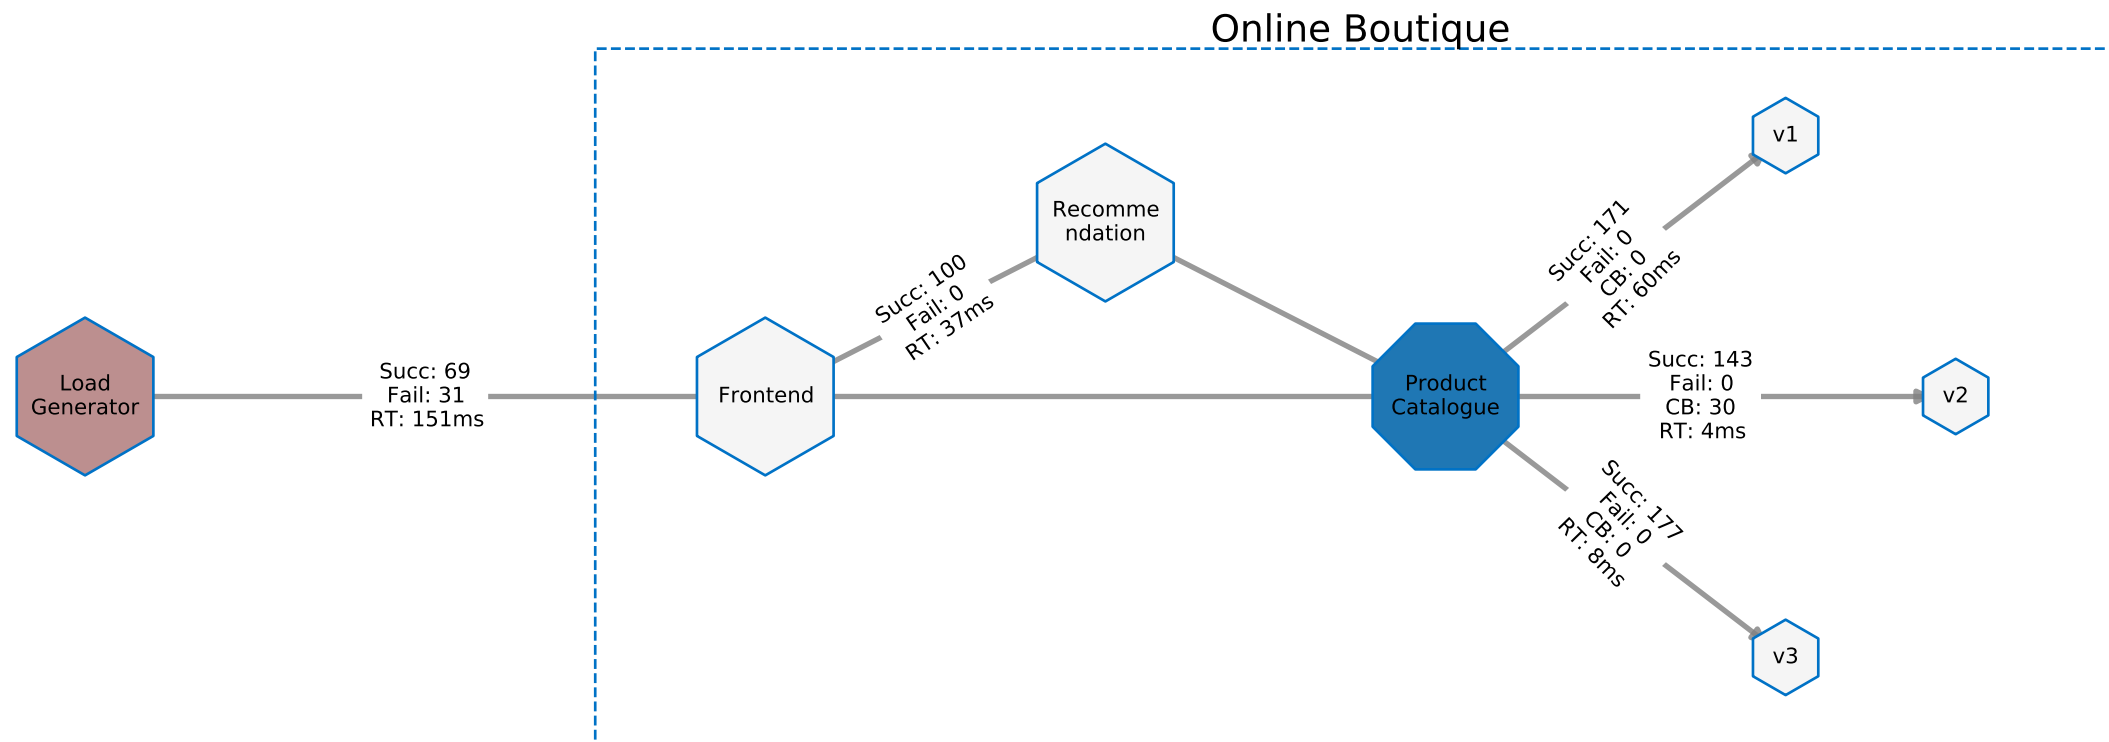 Online Boutique
Load
Generator
Succ: 69
Fail: 31
RT: 151ms
Frontend
Succ: 100
Fail: 0
RT: 37ms
Recomme
ndation
Product
Catalogue
Succ: 171
Fail: 0
CB: 0
RT: 60ms
v1
Succ: 143
Fail: 0
CB: 30
RT: 4ms
v2
Succ: 177
Fail: 0
CB: 0
RT: 8ms
v3